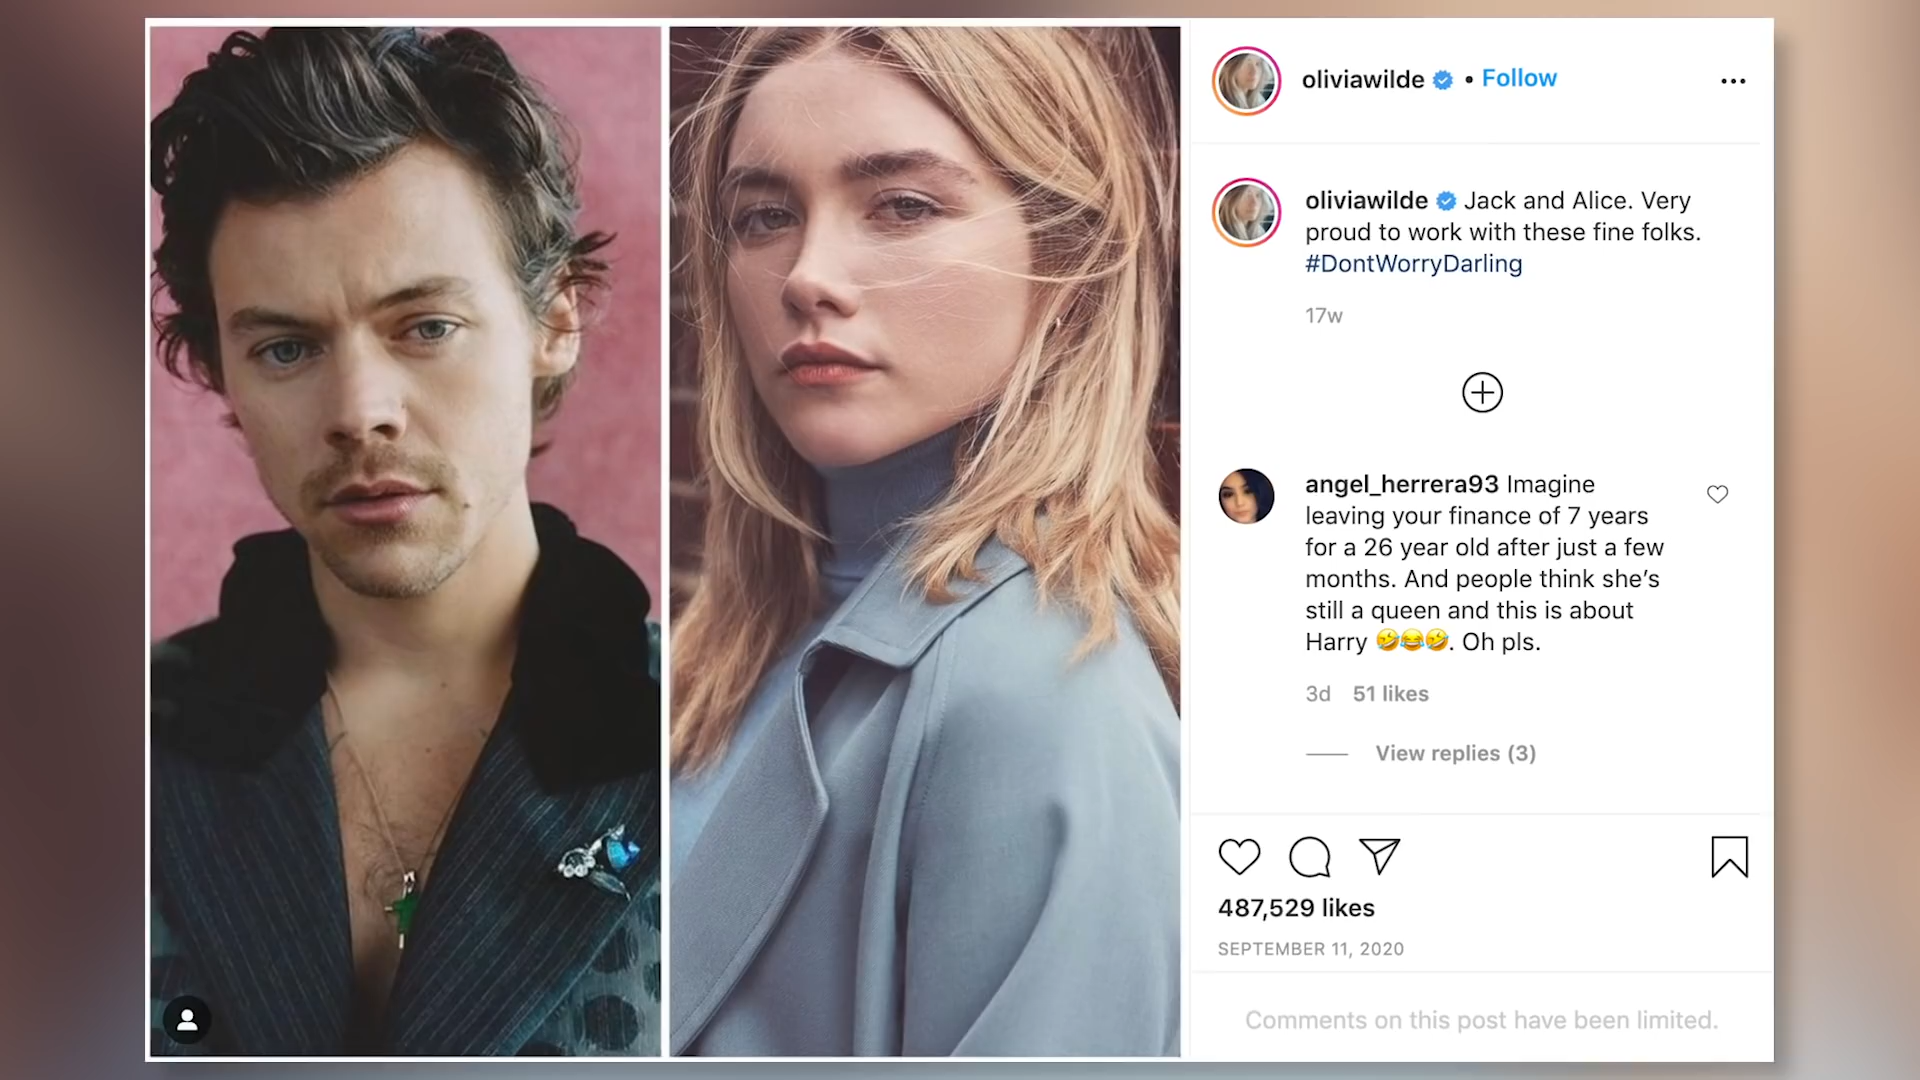 oliviawilde • Follow
oliviawilde Jack and Alice. Very
proud to work with these fine folks.
#DontWorryDarling
17w
angel_herrera93 Imagine
leaving your finance of 7 years
for a 26 year old after just a few
months. And people think she's
still a queen and this is about
Harry 🤣😂🤣. Oh pls.
3d 51 likes
View replies (3)
487,529 likes
SEPTEMBER 11, 2020
Comments on this post have been limited.